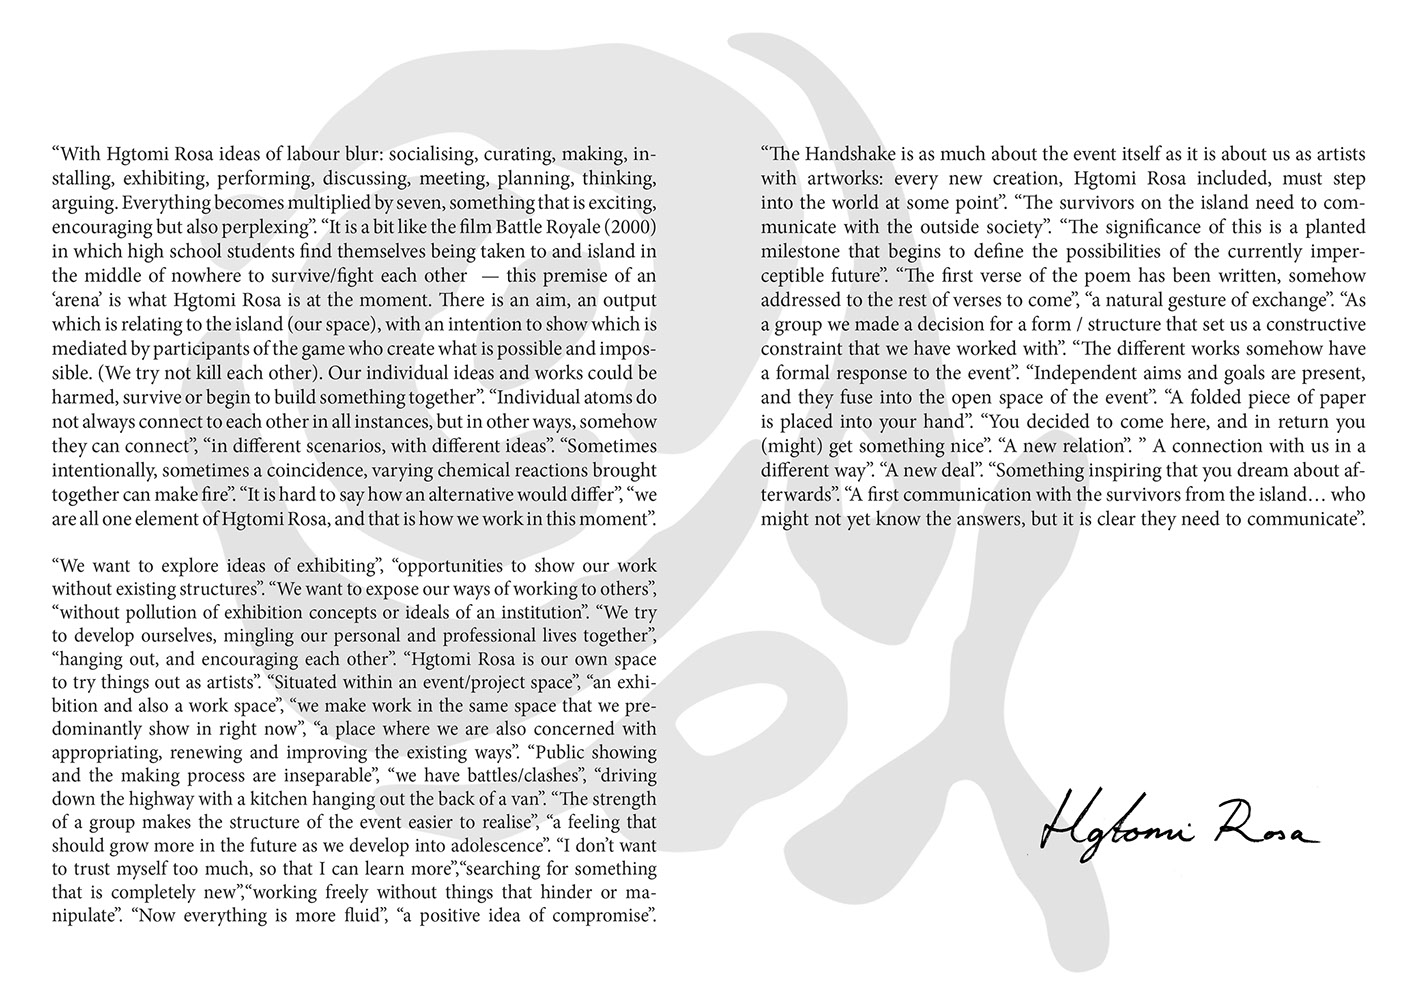 “With Hgtomi Rosa ideas of labour blur: socialising, curating, making, in-
stalling, exhibiting, performing, discussing, meeting, planning, thinking,
arguing. Everything becomes multiplied by seven, something that is exciting,
encouraging but also perplexing”. “It is a bit like the film Battle Royale (2000)
in which high school students find themselves being taken to and island in
the middle of nowhere to survive/fight each other — this premise of an
‘arena’ is what Hgtomi Rosa is at the moment. There is an aim, an output
which is relating to the island (our space), with an intention to show which is
mediated by participants of the game who create what is possible and impos-
sible. (We try not kill each other). Our individual ideas and works could be
harmed, survive or begin to build something together”. “Individual atoms do
not always connect to each other in all instances, but in other ways, somehow
they can connect”, “in different scenarios, with different ideas”. “Sometimes
intentionally, sometimes a coincidence, varying chemical reactions brought
together can make fire”. “It is hard to say how an alternative would differ”, “we
are all one element of Hgtomi Rosa, and that is how we work in this moment”.
“We want to explore ideas of exhibiting”, “opportunities to show our work
without existing structures”. “We want to expose our ways of working to others”,
“without pollution of exhibition concepts or ideals of an institution”. “We try
to develop ourselves, mingling our personal and professional lives together”,
“hanging out, and encouraging each other”. “Hgtomi Rosa is our own space
to try things out as artists”. “Situated within an event/project space”, “an exhi-
bition and also a work space”, “we make work in the same space that we pre-
dominantly show in right now”, “a place where we are also concerned with
appropriating, renewing and improving the existing ways”. “Public showing
and the making process are inseparable”, “we have battles/clashes”, “driving
down the highway with a kitchen hanging out the back of a van”. “The strength
of a group makes the structure of the event easier to realise”, “a feeling that
should grow more in the future as we develop into adolescence”. “I don’t want
to trust myself too much, so that I can learn more”,“searching for something
that is completely new”,“working freely without things that hinder or ma-
nipulate”. “Now everything is more fluid”, “a positive idea of compromise”.
“The Handshake is as much about the event itself as it is about us as artists
with artworks: every new creation, Hgtomi Rosa included, must step
into the world at some point”. “The survivors on the island need to com-
municate with the outside society”. “The significance of this is a planted
milestone that begins to define the possibilities of the currently imper-
ceptible future”. “The first verse of the poem has been written, somehow
addressed to the rest of verses to come”, “a natural gesture of exchange”. “As
a group we made a decision for a form / structure that set us a constructive
constraint that we have worked with”. “The different works somehow have
a formal response to the event”. “Independent aims and goals are present,
and they fuse into the open space of the event”. “A folded piece of paper
is placed into your hand”. “You decided to come here, and in return you
(might) get something nice”. “A new relation”. ” A connection with us in a
different way”. “A new deal”. “Something inspiring that you dream about af-
terwards”. “A first communication with the survivors from the island… who
might not yet know the answers, but it is clear they need to communicate”.
Hgtomi Rosa